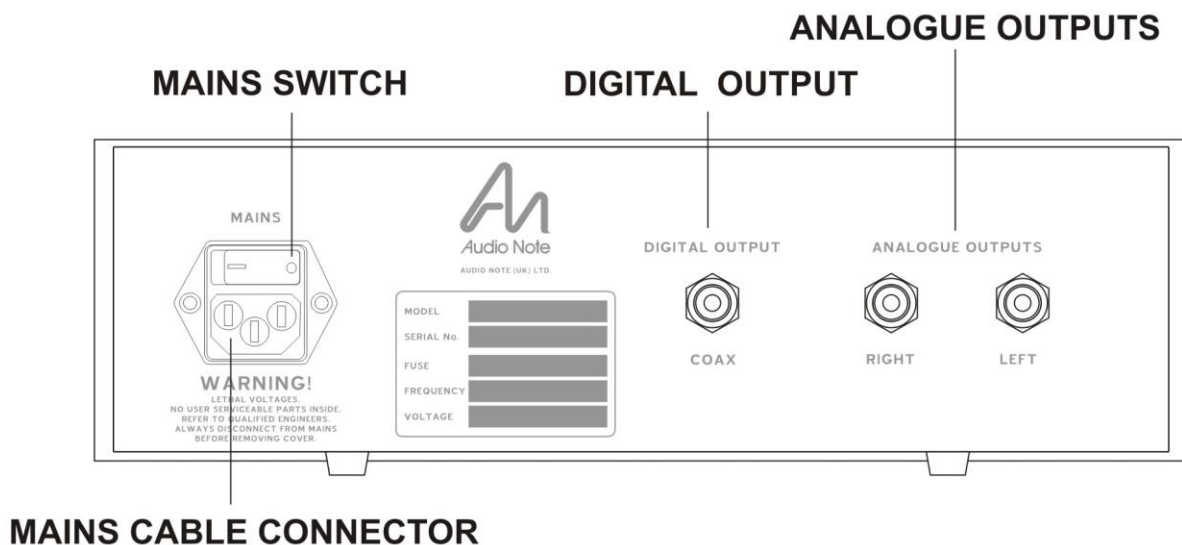 ANALOGUE OUTPUTS
MAINS SWITCH
DIGITAL OUTPUT
MAINS
Audio Note
AUDIO NOTE (UK) LTD.
DIGITAL OUTPUT
ANALOGUE OUTPUTS
MODEL
SERIAL No.
FUSE
FREQUENCY
VOLTAGE
COAX
RIGHT
LEFT
WARNING!
LETHAL VOLTAGES.
NO USER SERVICEABLE PARTS INSIDE.
REFER TO QUALIFIED ENGINEERS.
ALWAYS DISCONNECT FROM MAINS
BEFORE REMOVING COVER.
MAINS CABLE CONNECTOR